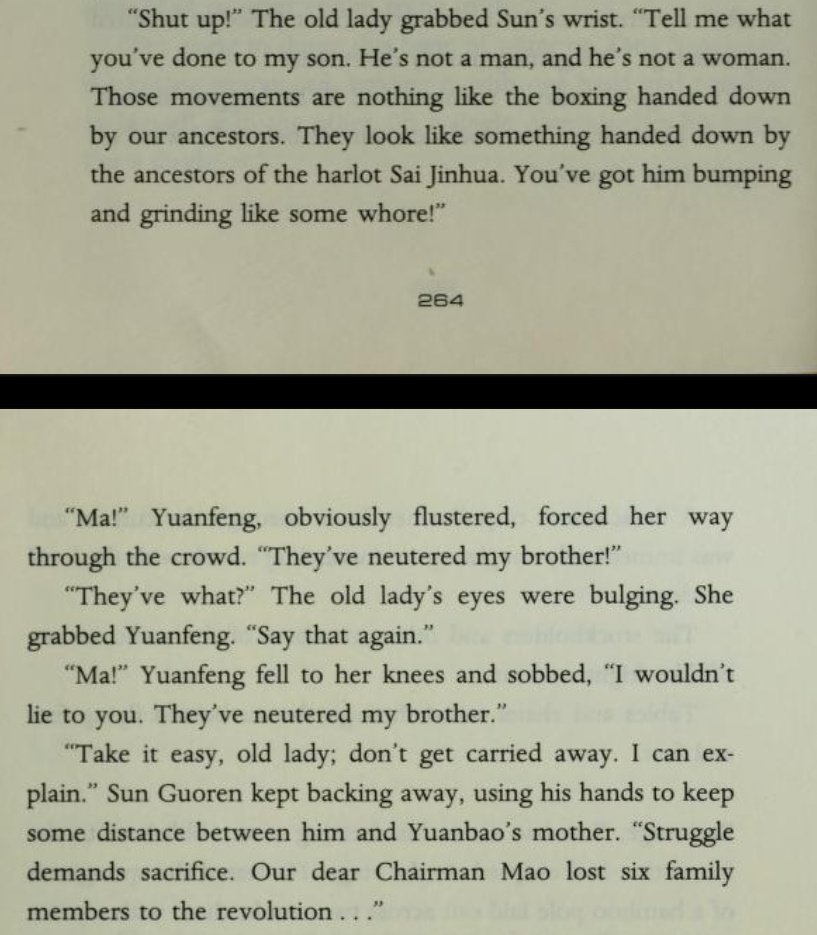 “Shut up!” The old lady grabbed Sun’s wrist. “Tell me what
you’ve done to my son. He’s not a man, and he’s not a woman.
Those movements are nothing like the boxing handed down
by our ancestors. They look like something handed down by
the ancestors of the harlot Sai Jinhua. You’ve got him bumping
and grinding like some whore!”
264
“Ma!” Yuanfeng, obviously flustered, forced her way
through the crowd. “They’ve neutered my brother!”
“They’ve what?” The old lady’s eyes were bulging. She
grabbed Yuanfeng. “Say that again.”
“Ma!” Yuanfeng fell to her knees and sobbed, “I wouldn’t
lie to you. They’ve neutered my brother.”
“Take it easy, old lady; don’t get carried away. I can ex-
plain.” Sun Guoren kept backing away, using his hands to keep
some distance between him and Yuanbao’s mother. “Struggle
demands sacrifice. Our dear Chairman Mao lost six family
members to the revolution . . .”